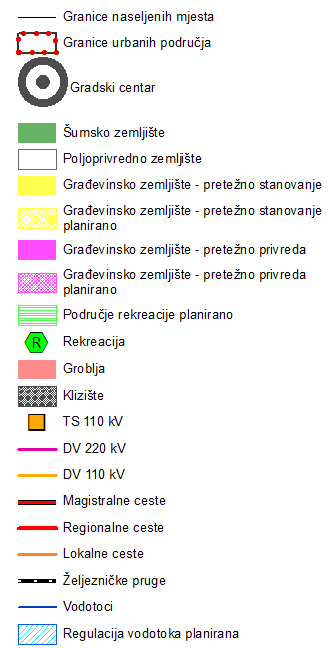 Granice naseljenih mjesta
Granice urbanih područja
Gradski centar
Šumsko zemljište
Poljoprivredno zemljište
Građevinsko zemljište - pretežno stanovanje
Građevinsko zemljište - pretežno stanovanje
planirano
Građevinsko zemljište - pretežno privreda
Građevinsko zemljište - pretežno privreda
planirano
Područje rekreacije planirano
R Rekreacija
Groblja
Klizište
TS 110 kV
DV 220 kV
DV 110 kV
Magistralne ceste
Regionalne ceste
Lokalne ceste
Željezničke pruge
Vodotoci
Regulacija vodotoka planirana